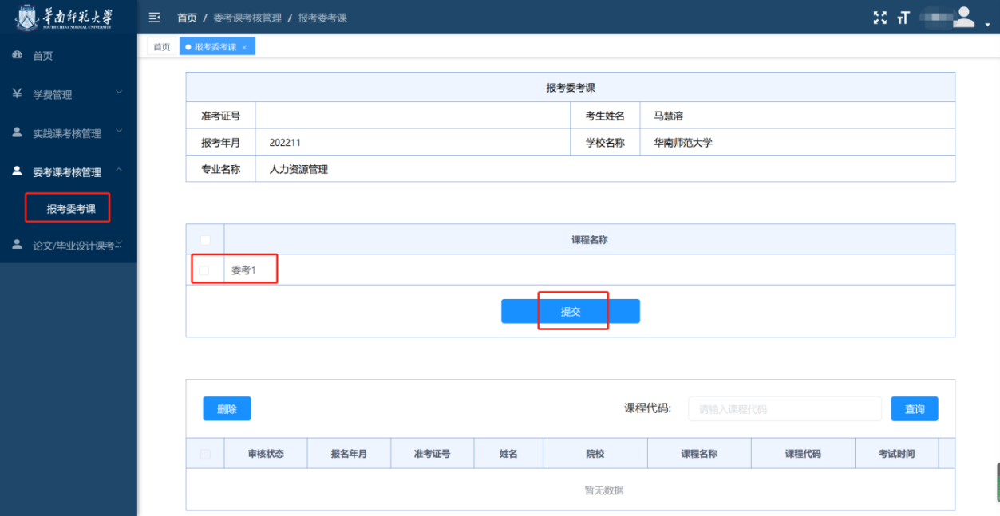 華南師範大學
SOUTH CHINA NORMAL UNIVERSITY
首页 / 委考课考核管理 / 报考委考课
首页
报考委考课 ×
首页
学费管理
实践课考核管理
委考课考核管理
报考委考课
论文/毕业设计课考...
报考委考课
准考证号
考生姓名 马慧溶
报考年月 202211
学校名称 华南师范大学
专业名称 人力资源管理
课程名称
委考1
提交
删除
课程代码: 请输入课程代码 查询
审核状态 报名年月 准考证号 姓名 院校 课程名称 课程代码 考试时间
暂无数据